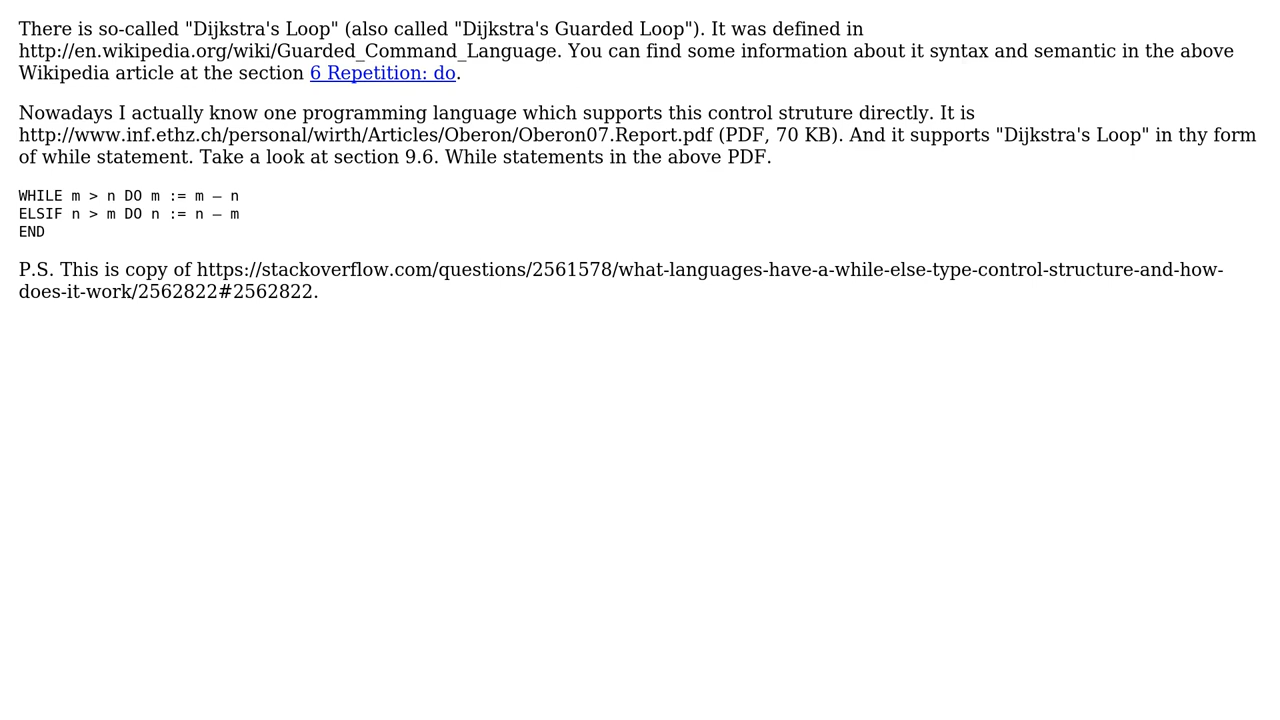 There is so-called "Dijkstra's Loop" (also called "Dijkstra's Guarded Loop"). It was defined in
http://en.wikipedia.org/wiki/Guarded_Command_Language. You can find some information about it syntax and semantic in the above
Wikipedia article at the section 6 Repetition: do.
Nowadays I actually know one programming language which supports this control struture directly. It is
http://www.inf.ethz.ch/personal/wirth/Articles/Oberon/Oberon07.Report.pdf (PDF, 70 KB). And it supports "Dijkstra's Loop" in thy form
of while statement. Take a look at section 9.6. While statements in the above PDF.
WHILE m > n DO m := m – n
ELSIF n > m DO n := n – m
END
P.S. This is copy of https://stackoverflow.com/questions/2561578/what-languages-have-a-while-else-type-control-structure-and-how-
does-it-work/2562822#2562822.